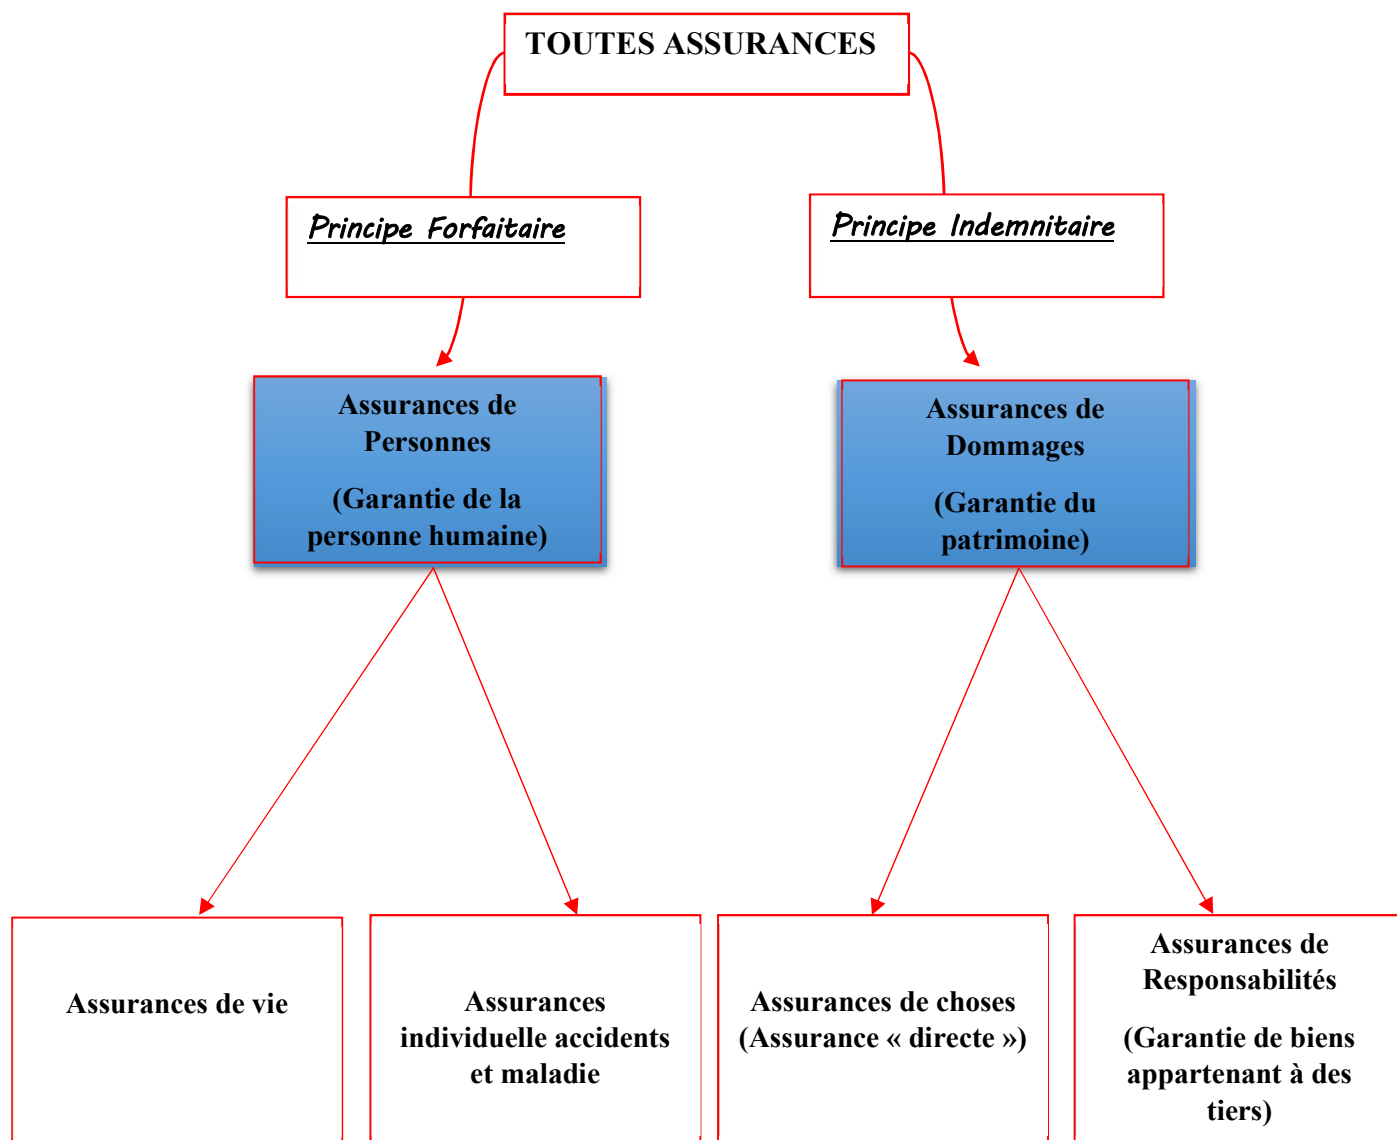 TOUTES ASSURANCES
Principe Forfaitaire
Principe Indemnitaire
Assurances de
Personnes
(Garantie de la
personne humaine)
Assurances de
Dommages
(Garantie du
patrimoine)
Assurances de vie
Assurances
individuelle accidents
et maladie
Assurances de choses
(Assurance « directe »)
Assurances de
Responsabilités
(Garantie de biens
appartenant à des
tiers)